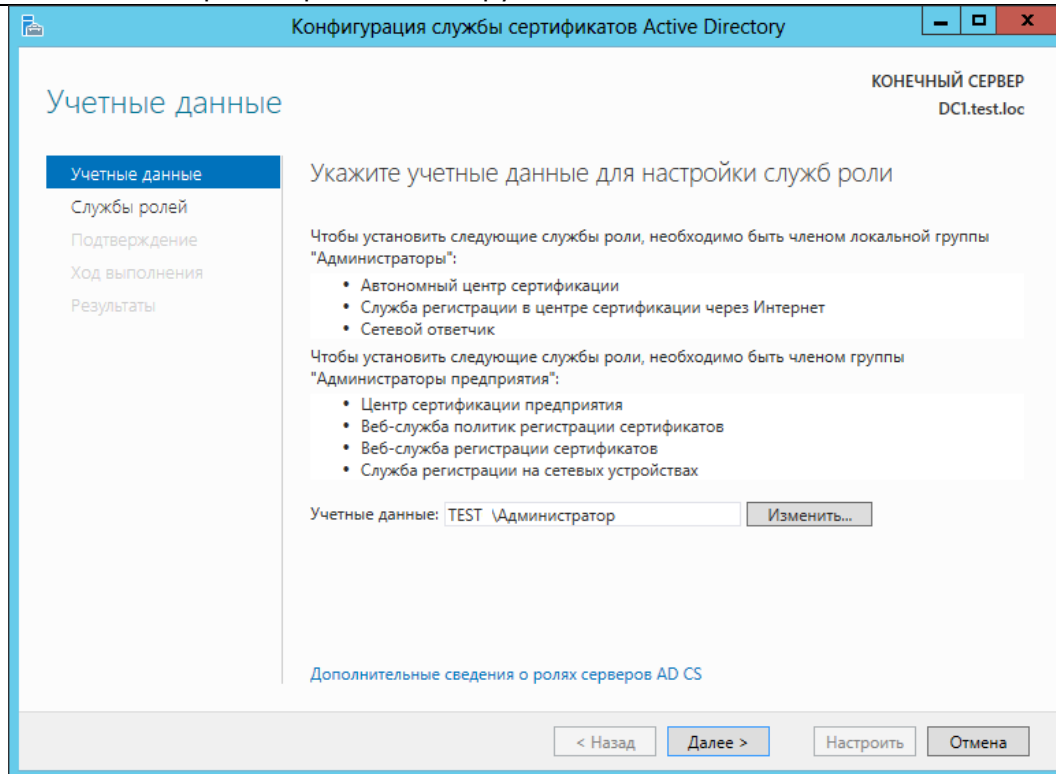 Конфигурация службы сертификатов Active Directory
Учетные данные
КОНЕЧНЫЙ СЕРВЕР
DC1.test.loc
Учетные данные
Службы ролей
Подтверждение
Ход выполнения
Результаты
Укажите учетные данные для настройки служб роли
Чтобы установить следующие службы роли, необходимо быть членом локальной группы
"Администраторы":
• Автономный центр сертификации
• Служба регистрации в центре сертификации через Интернет
• Сетевой ответчик
Чтобы установить следующие службы роли, необходимо быть членом группы
"Администраторы предприятия":
• Центр сертификации предприятия
• Веб-служба политик регистрации сертификатов
• Веб-служба регистрации сертификатов
• Служба регистрации на сетевых устройствах
Учетные данные: TEST \Администратор Изменить...
Дополнительные сведения о ролях серверов AD CS
< Назад Далее > Настроить Отмена